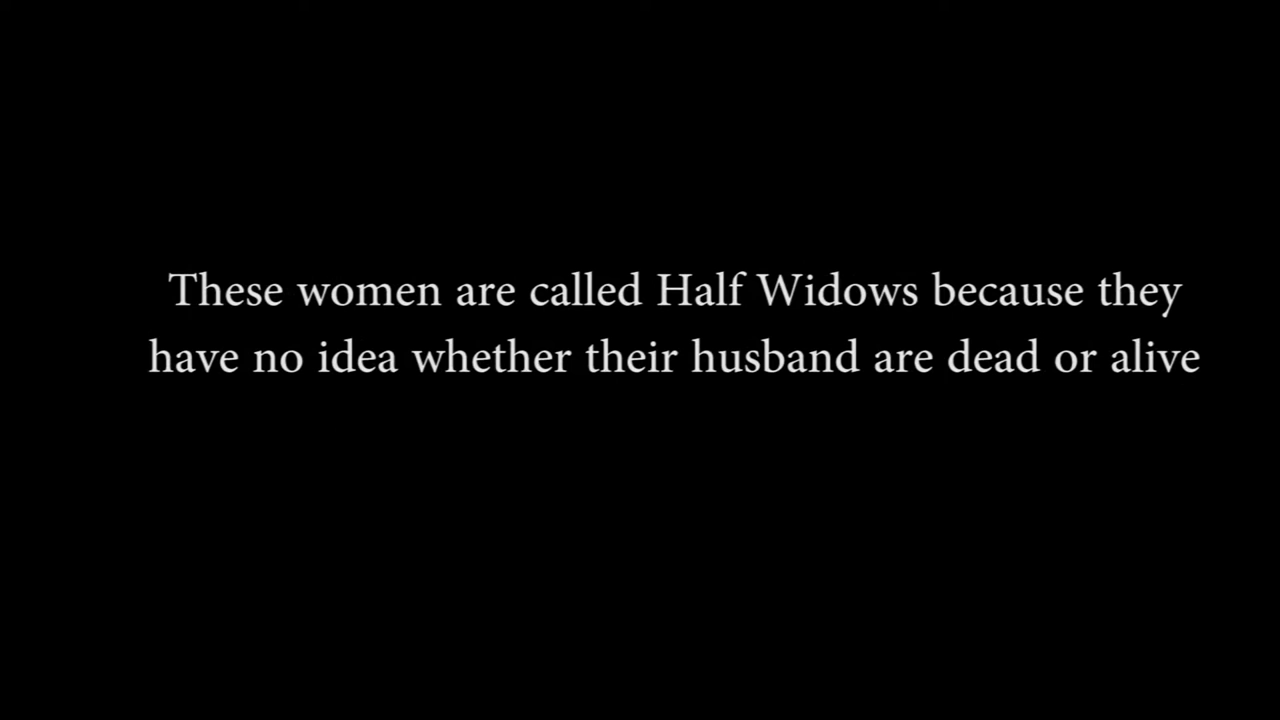 These women are called Half Widows because they
have no idea whether their husband are dead or alive